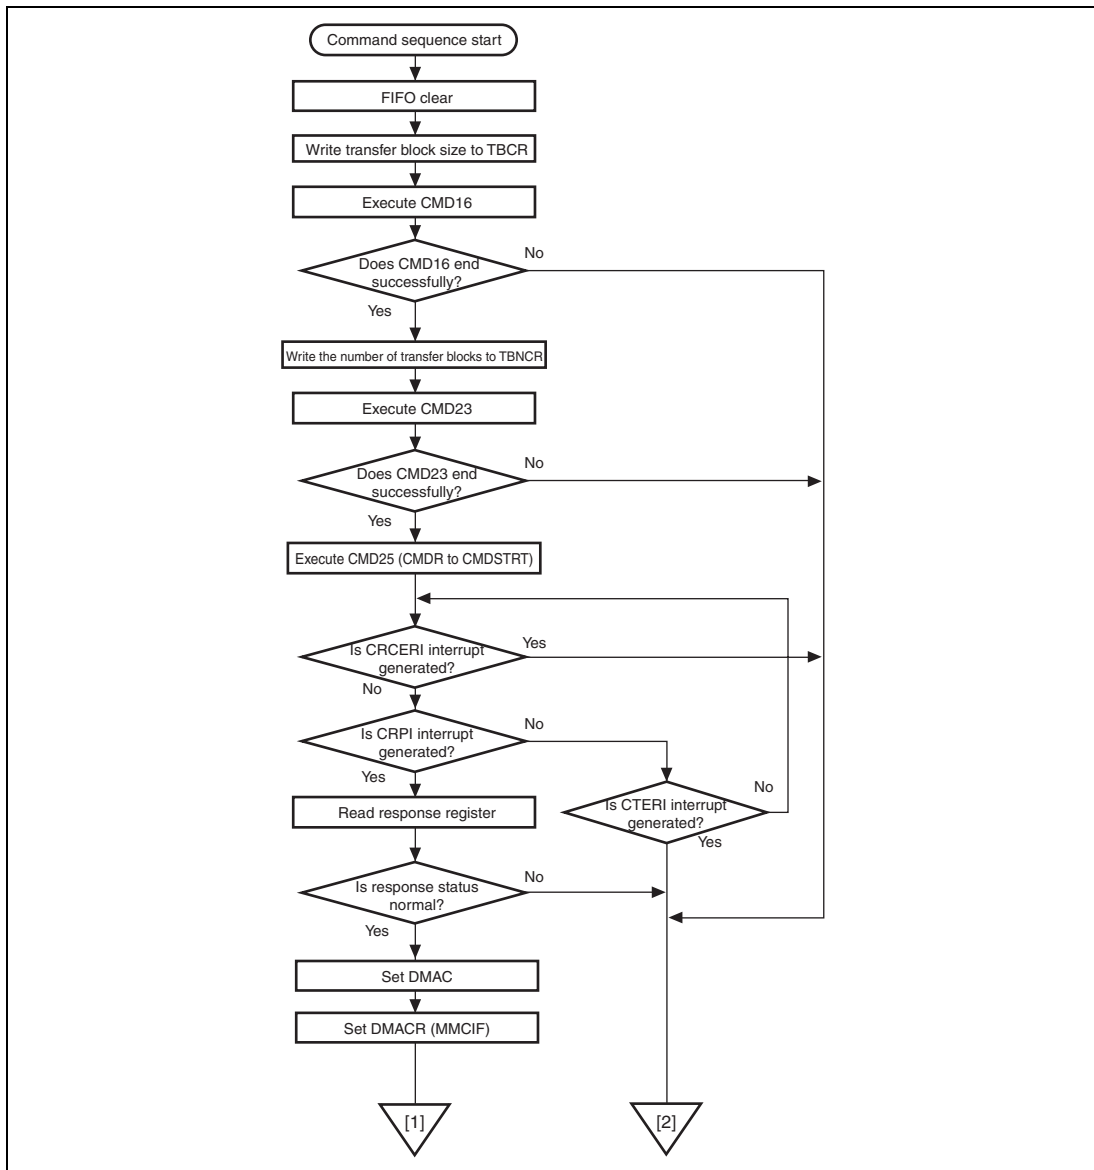 Command sequence start
FIFO clear
Write transfer block size to TBCR
Execute CMD16
No
Does CMD16 end
successfully?
Yes
Write the number of transfer blocks to TBNCR
Execute CMD23
No
Does CMD23 end
successfully?
Yes
Execute CMD25 (CMDR to CMDSTRT)
Is CRCERI interrupt
generated?
Yes
No
Is CRPI interrupt
generated?
No
Yes
Is CTERI interrupt
generated?
No
Yes
Read response register
Is response status
normal?
No
Yes
Set DMAC
Set DMACR (MMCIF)
[1]
[2]